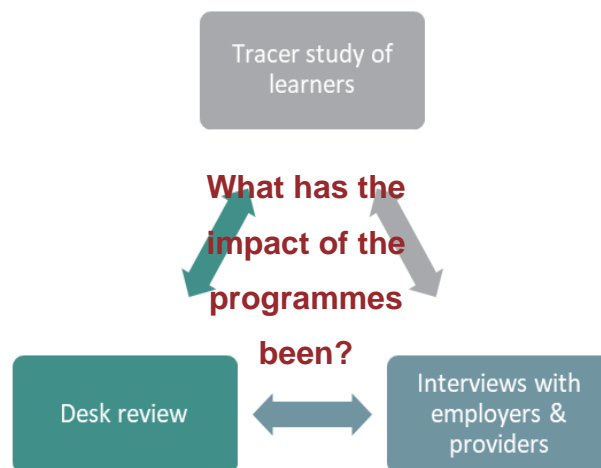 Tracer study of
learners
What has the
impact of the
programmes
been?
Desk review
Interviews with
employers &
providers